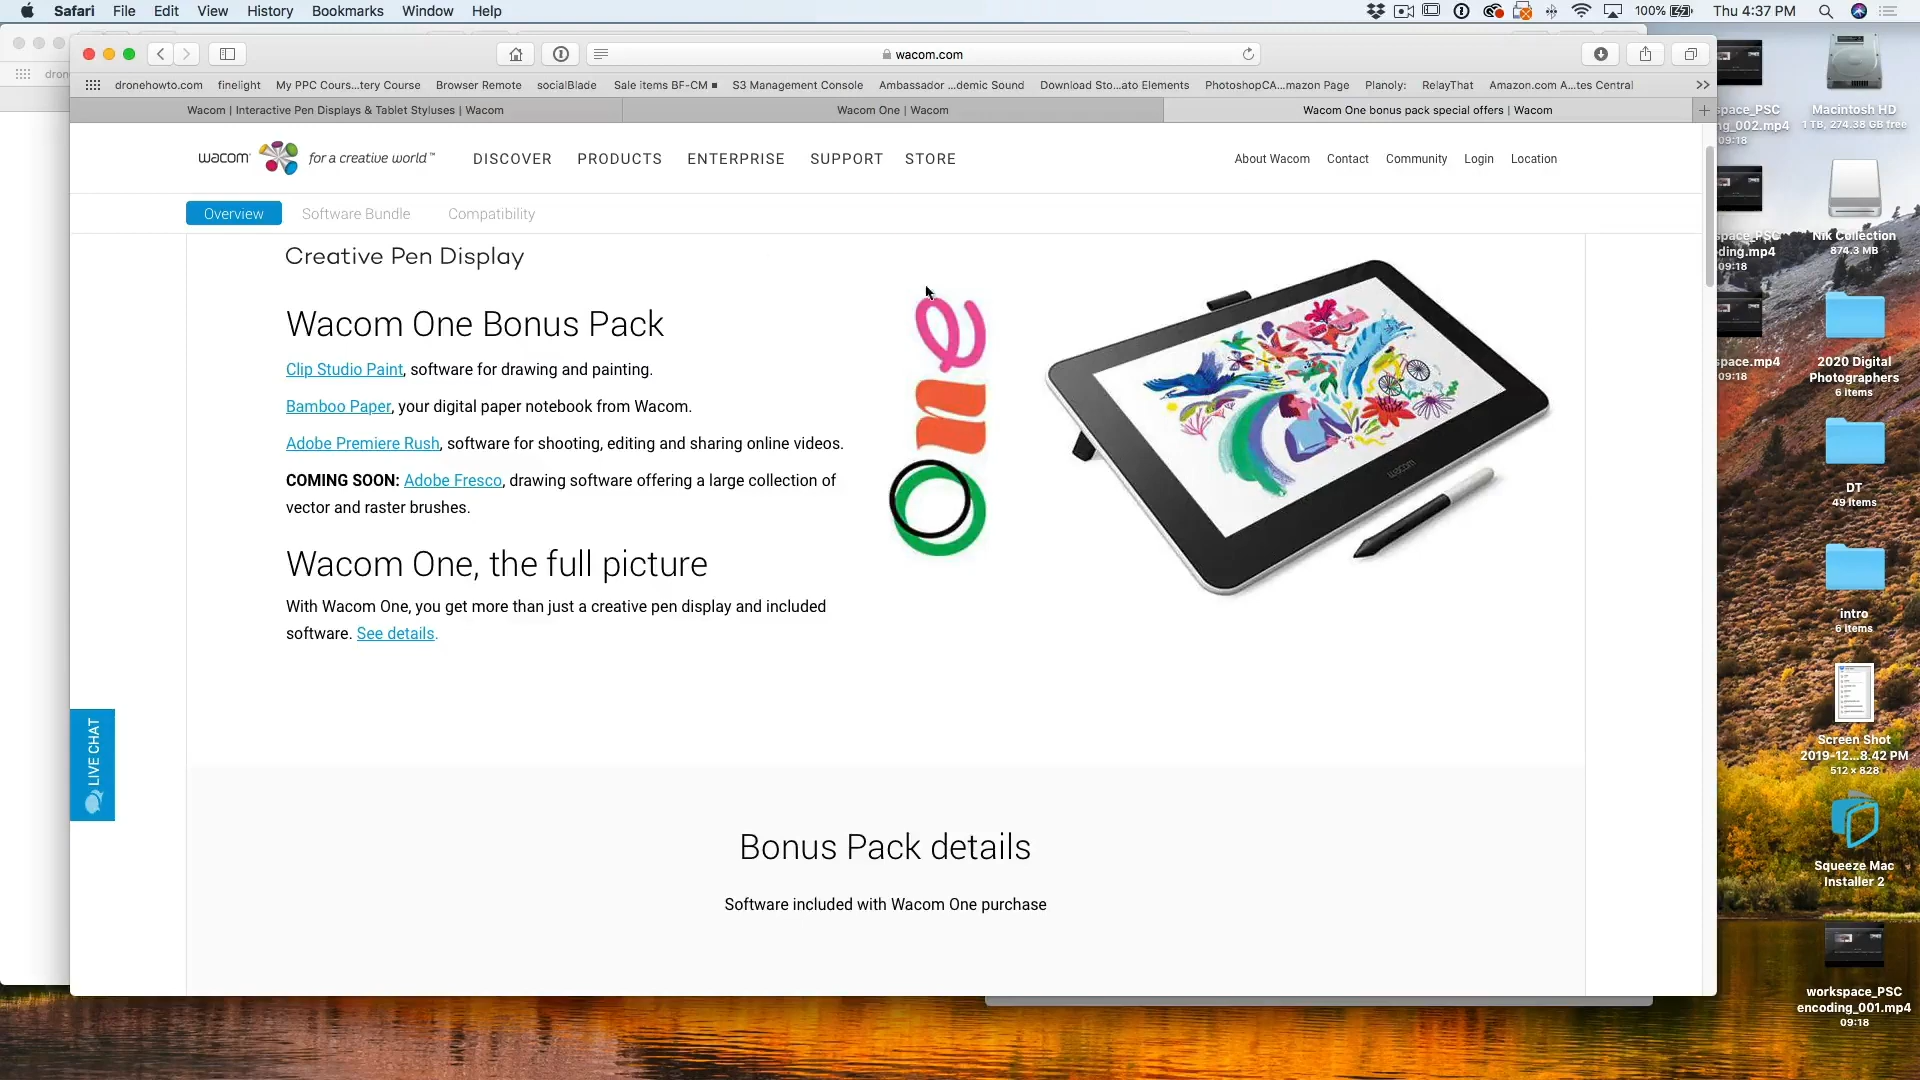 Safari File Edit View History Bookmarks Window Help
100% Thu 4:37 PM
wacom.com
dronehowto.com finelight My PPC Cours...tery Course Browser Remote socialBlade Sale items BF-CM S3 Management Console Ambassador ...demic Sound Download Sto...ato Elements PhotoshopCA...mazon Page Planoly: RelayThat Amazon.com A...tes Central
Wacom | Interactive Pen Displays & Tablet Styluses | Wacom
Wacom One | Wacom
Wacom One bonus pack special offers | Wacom
wacom for a creative world™
DISCOVER PRODUCTS ENTERPRISE SUPPORT STORE
About Wacom Contact Community Login Location
Overview Software Bundle Compatibility
Creative Pen Display
Wacom One Bonus Pack
Clip Studio Paint, software for drawing and painting.
Bamboo Paper, your digital paper notebook from Wacom.
Adobe Premiere Rush, software for shooting, editing and sharing online videos.
COMING SOON: Adobe Fresco, drawing software offering a large collection of
vector and raster brushes.
Wacom One, the full picture
With Wacom One, you get more than just a creative pen display and included
software. See details.
one
wacom
LIVE CHAT
Bonus Pack details
Software included with Wacom One purchase
Macintosh HD
1 TB, 274.38 GB free
Nik Collection
874.3 MB
2020 Digital
Photographers
6 items
DT
49 items
intro
6 items
Screen Shot
2019-12...8.42 PM
512 x 828
Squeeze Mac
Installer 2
workspace_PSC
encoding_001.mp4
09:18
space_PSC
ng_002.mp4
09:18
space_PSC
ding.mp4
09:18
space.mp4
09:18
dron